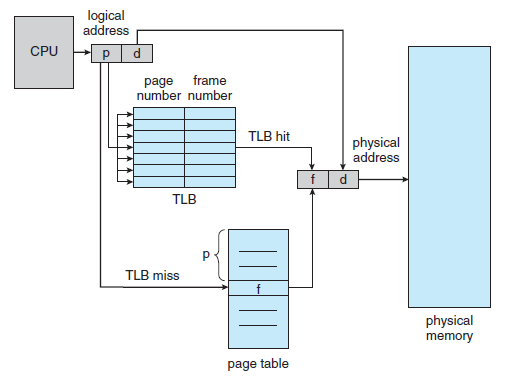 logical
address
CPU
p d
page frame
number number
TLB hit
physical
address
f d
TLB
p
TLB miss
f
page table
physical
memory